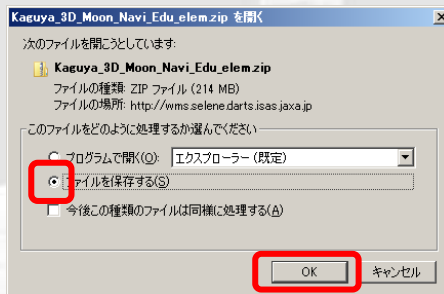 Kaguya_3D_Moon_Navi_Edu_elem.zip を開く
次のファイルを開こうとしています:
Kaguya_3D_Moon_Navi_Edu_elem.zip
ファイルの種類: ZIP ファイル (214 MB)
ファイルの場所: http://wms.selene.darts.isas.jaxa.jp
このファイルをどのように処理するか選んでください
プログラムで開く(O): エクスプローラー (既定)
ファイルを保存する(S)
今後この種類のファイルは同様に処理する(A)
OK キャンセル